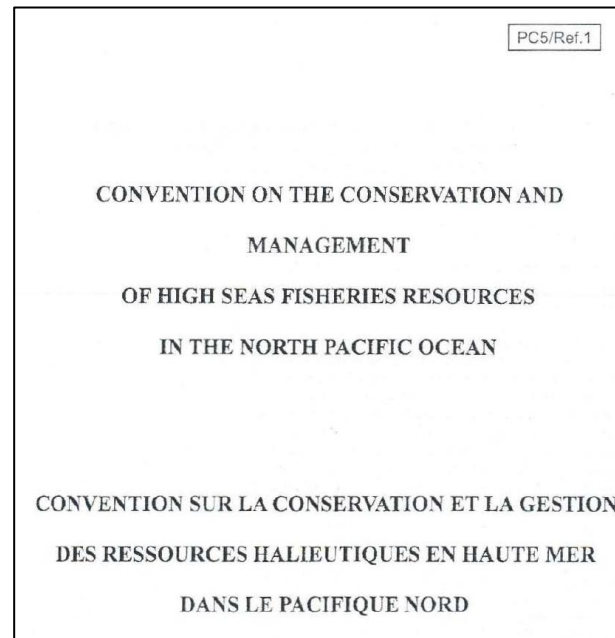 PC5/Ref.1
CONVENTION ON THE CONSERVATION AND
MANAGEMENT
OF HIGH SEAS FISHERIES RESOURCES
IN THE NORTH PACIFIC OCEAN
CONVENTION SUR LA CONSERVATION ET LA GESTION
DES RESSOURCES HALIEUTIQUES EN HAUTE MER
DANS LE PACIFIQUE NORD